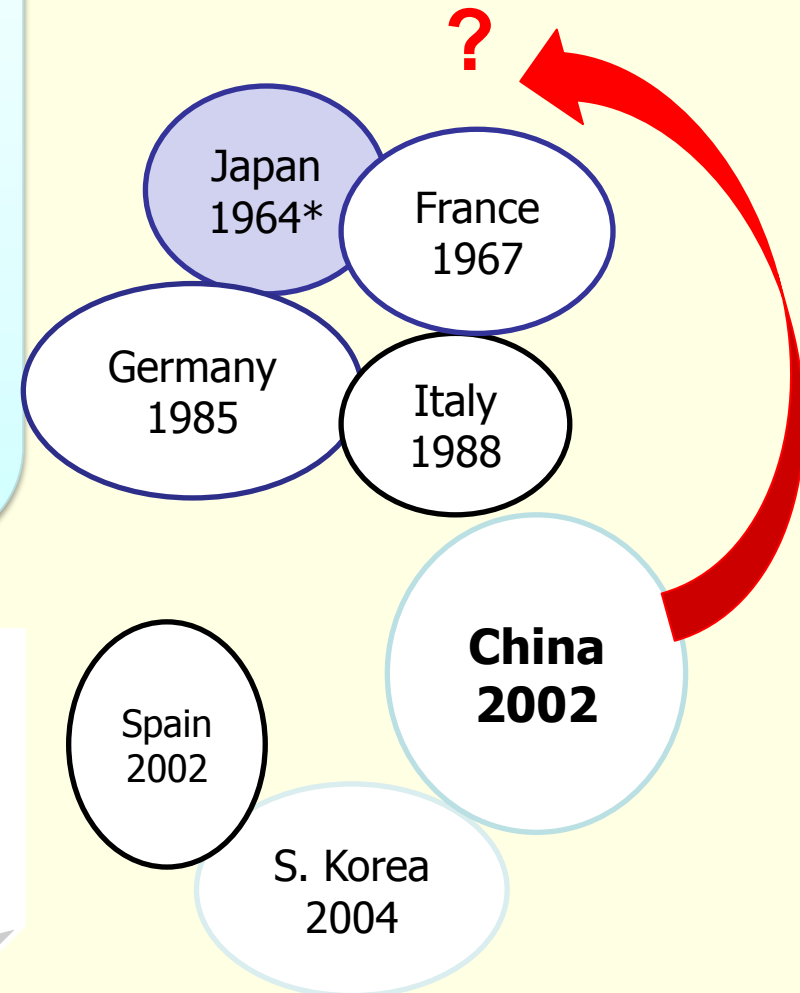 ?
Japan
1964*
France
1967
Germany
1985
Italy
1988
China
2002
Spain
2002
S. Korea
2004